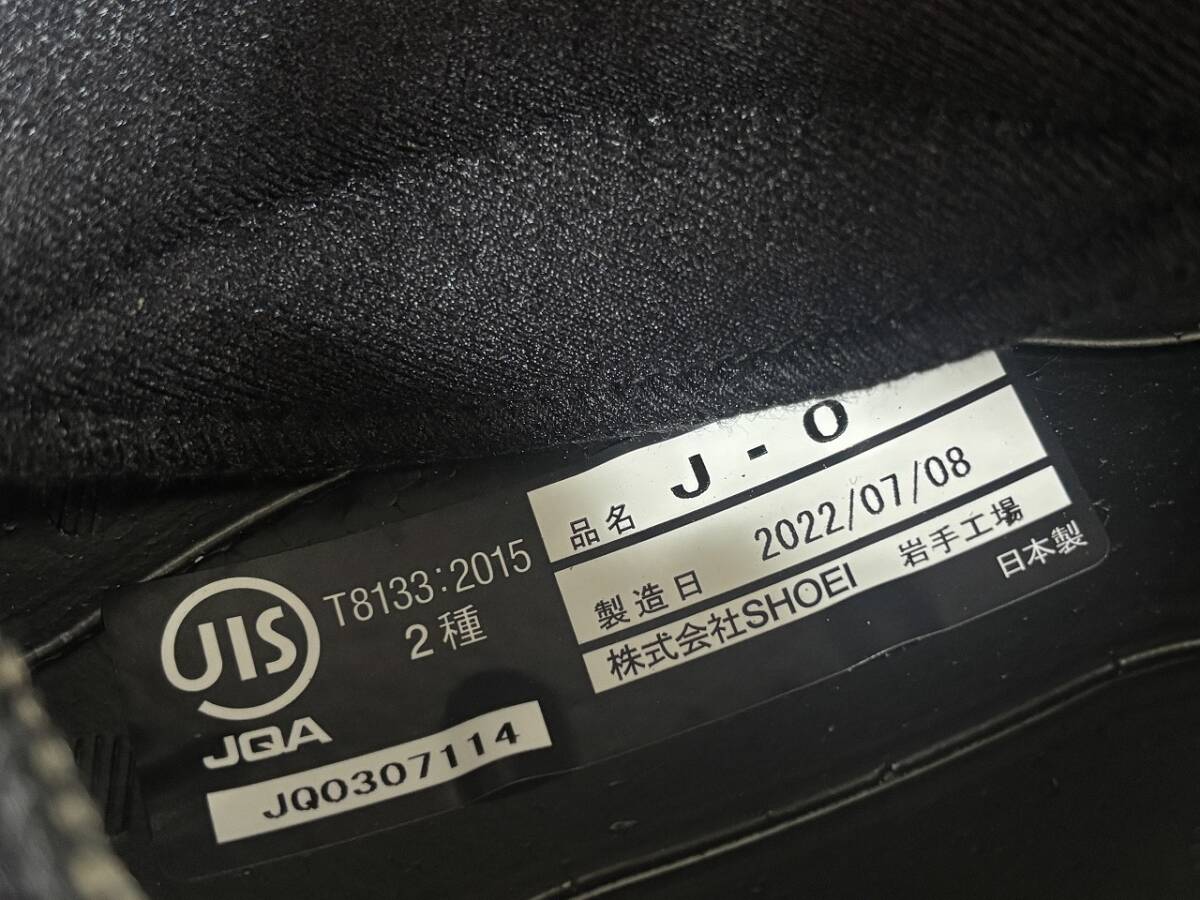 JIS
JQA
T8133:2015
2種
JQ0307114
品名 J-O
製造日 2022/07/08
株式会社SHOEI 岩手工場
日本製